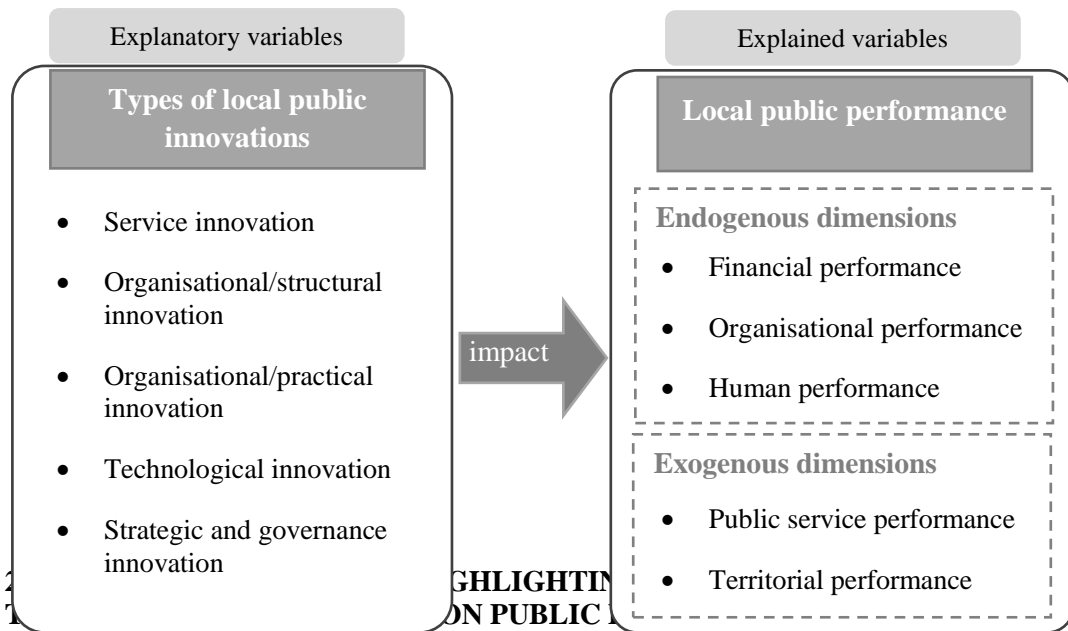 Explanatory variables
Types of local public
innovations
• Service innovation
• Organisational/structural
innovation
• Organisational/practical
innovation
• Technological innovation
• Strategic and governance
innovation
impact
Explained variables
Local public performance
Endogenous dimensions
• Financial performance
• Organisational performance
• Human performance
Exogenous dimensions
• Public service performance
• Territorial performance
ON PUBLIC